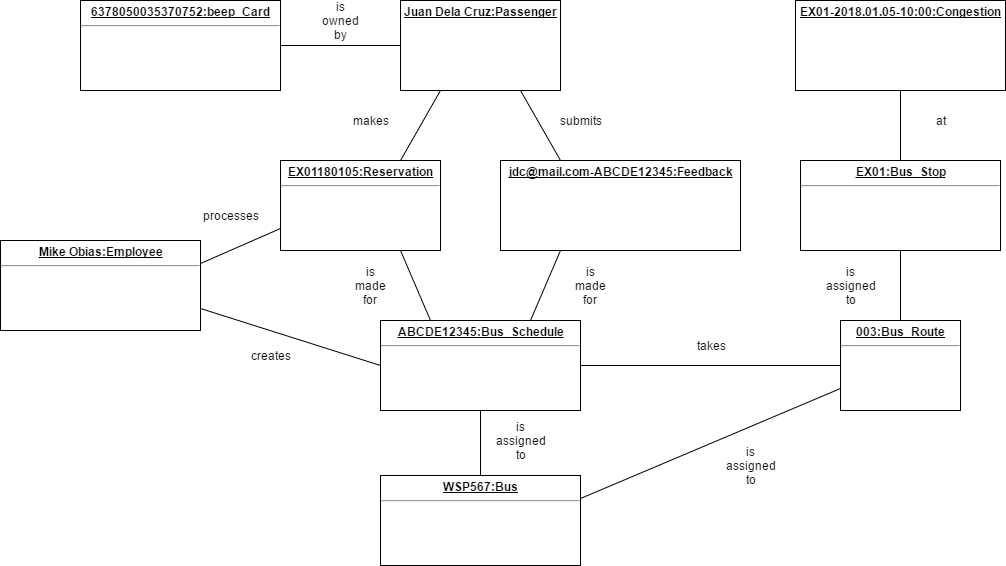 6378050035370752:beep_Card
is
owned
by
Juan Dela Cruz:Passenger
EX01-2018.01.05-10:00:Congestion
makes
submits
at
EX01180105:Reservation
jdc@mail.com-ABCDE12345:Feedback
EX01:Bus_Stop
processes
Mike Obias:Employee
is
made
for
is
made
for
is
assigned
to
creates
ABCDE12345:Bus_Schedule
takes
003:Bus_Route
is
assigned
to
is
assigned
to
WSP567:Bus